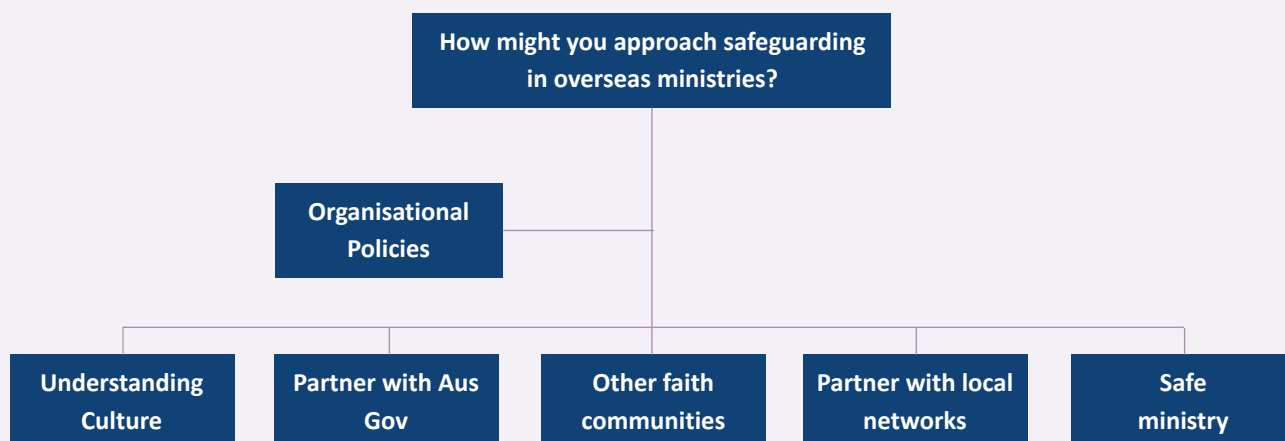 How might you approach safeguarding
in overseas ministries?
Organisational
Policies
Understanding
Culture
Partner with Aus
Gov
Other faith
communities
Partner with local
networks
Safe
ministry